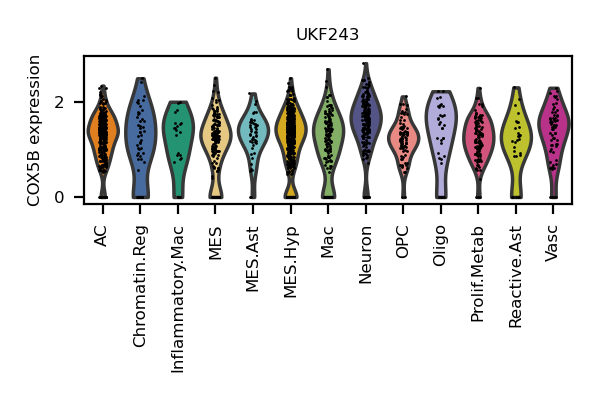 UKF243
COX5B expression
2
0
AC
Chromatin.Reg
Inflammatory.Mac
MES
MES.Ast
MES.Hyp
Mac
Neuron
OPC
Oligo
Prolif.Metab
Reactive.Ast
Vasc